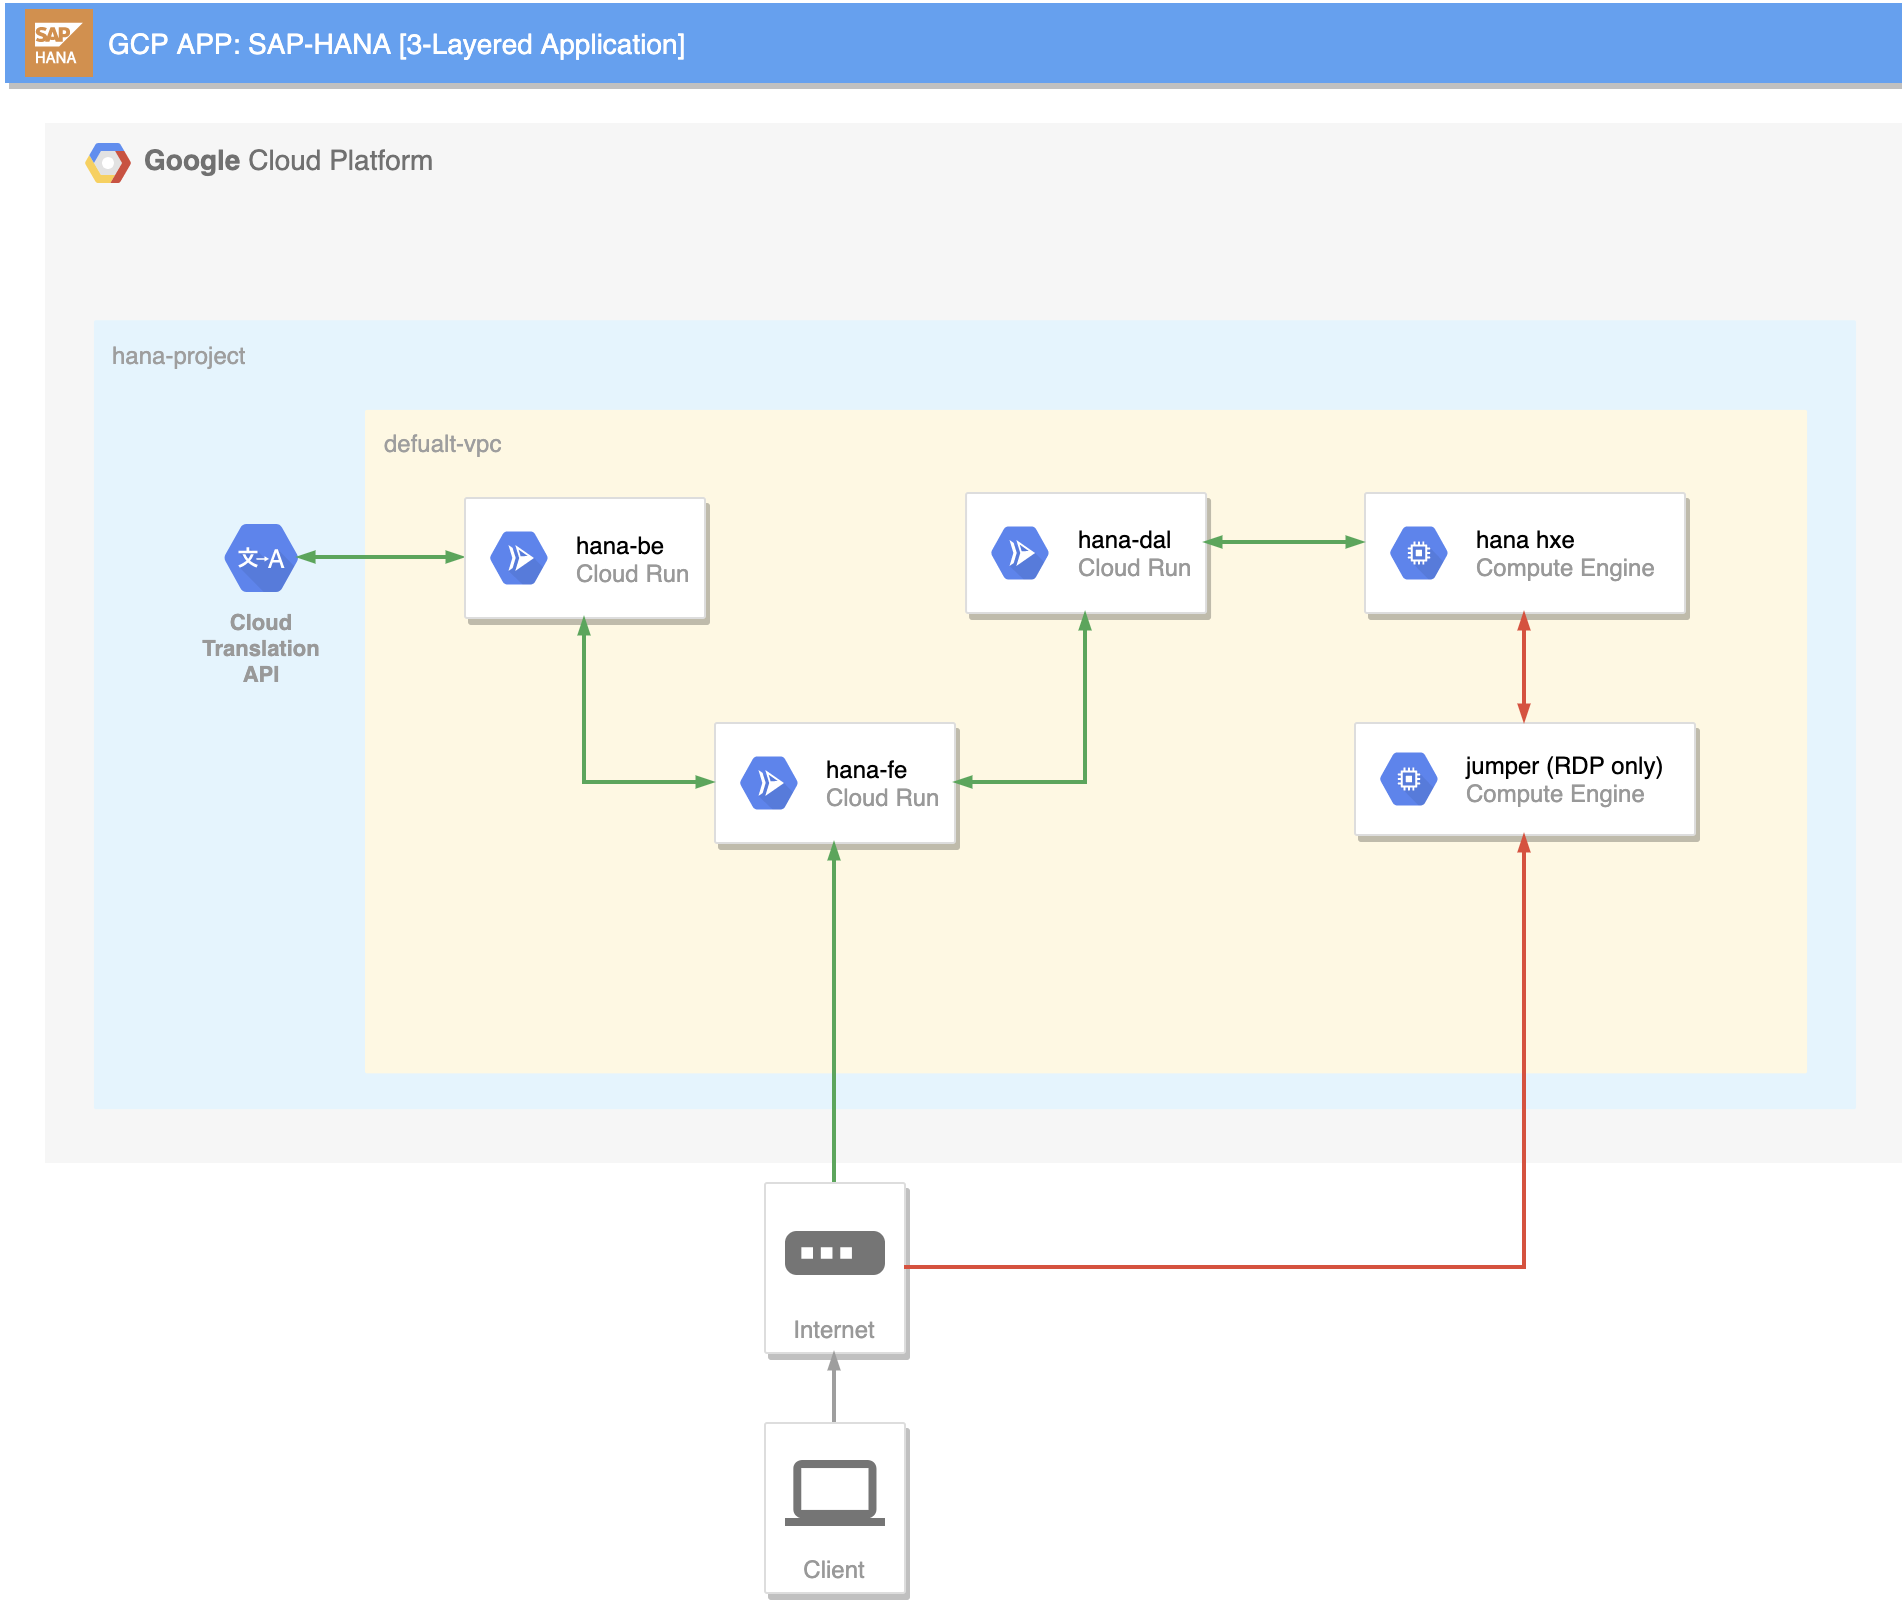 SAP
HANA
GCP APP: SAP-HANA [3-Layered Application]
Google Cloud Platform
hana-project
defualt-vpc
hana-be
Cloud Run
hana-dal
Cloud Run
hana hxe
Compute Engine
文→A
Cloud
Translation
API
hana-fe
Cloud Run
jumper (RDP only)
Compute Engine
Internet
Client